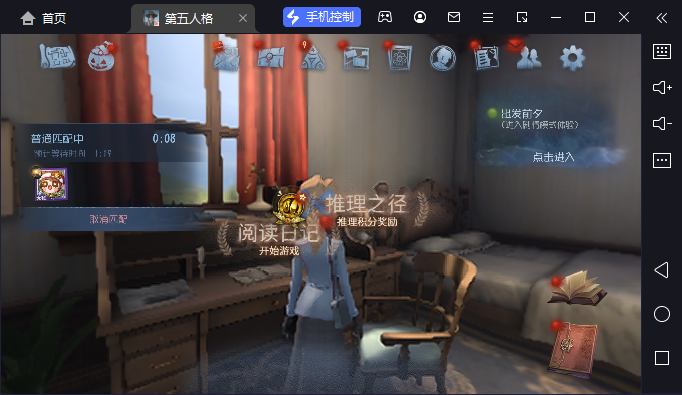 首页
第五人格
手机控制
9
普通匹配中
0:08
预计等待时间
取消匹配
出发前夕
点击进入
推理之径
推理积分奖励
阅读日记
开始游戏